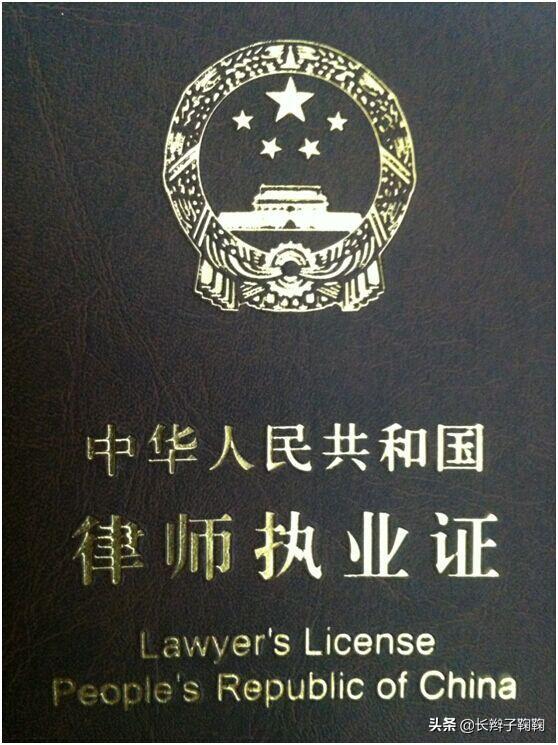 中华人民共和国
律师执业证
Lawyer's License
People's Republic of China
头条 @长辫子鞠鞠